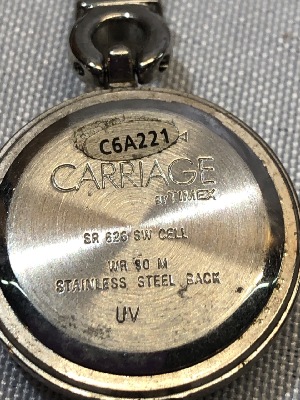 C6A221
CARRIAGE
BY TIMEX
SR 626 SW CELL
WR 30 M
STAINLESS STEEL BACK
UV